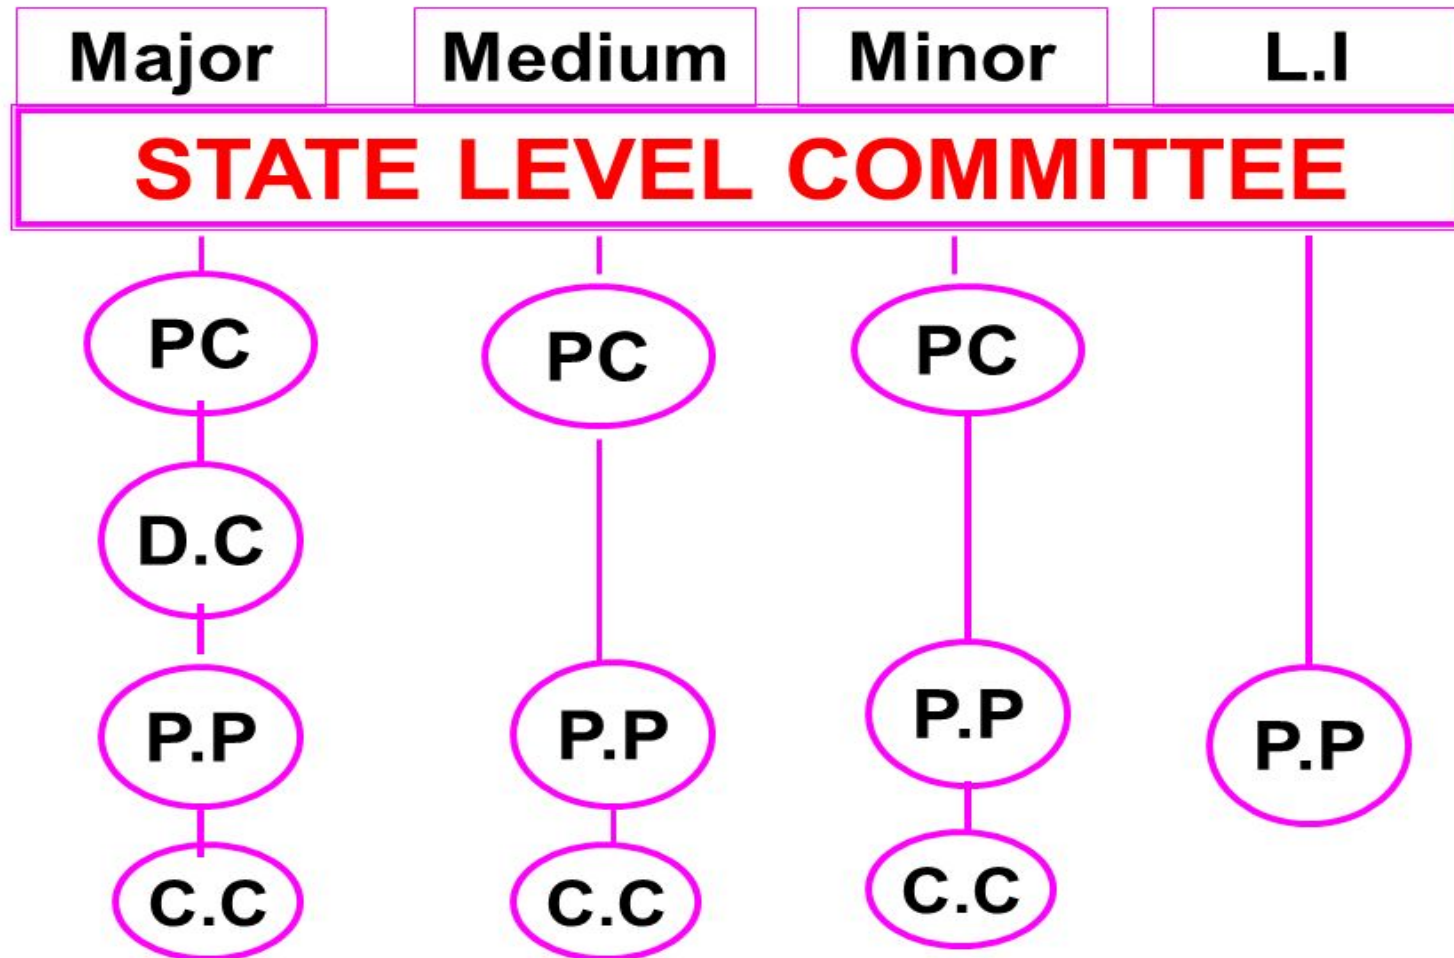 Major Medium Minor L.I
STATE LEVEL COMMITTEE
PC PC PC
D.C
P.P P.P P.P P.P
C.C C.C C.C